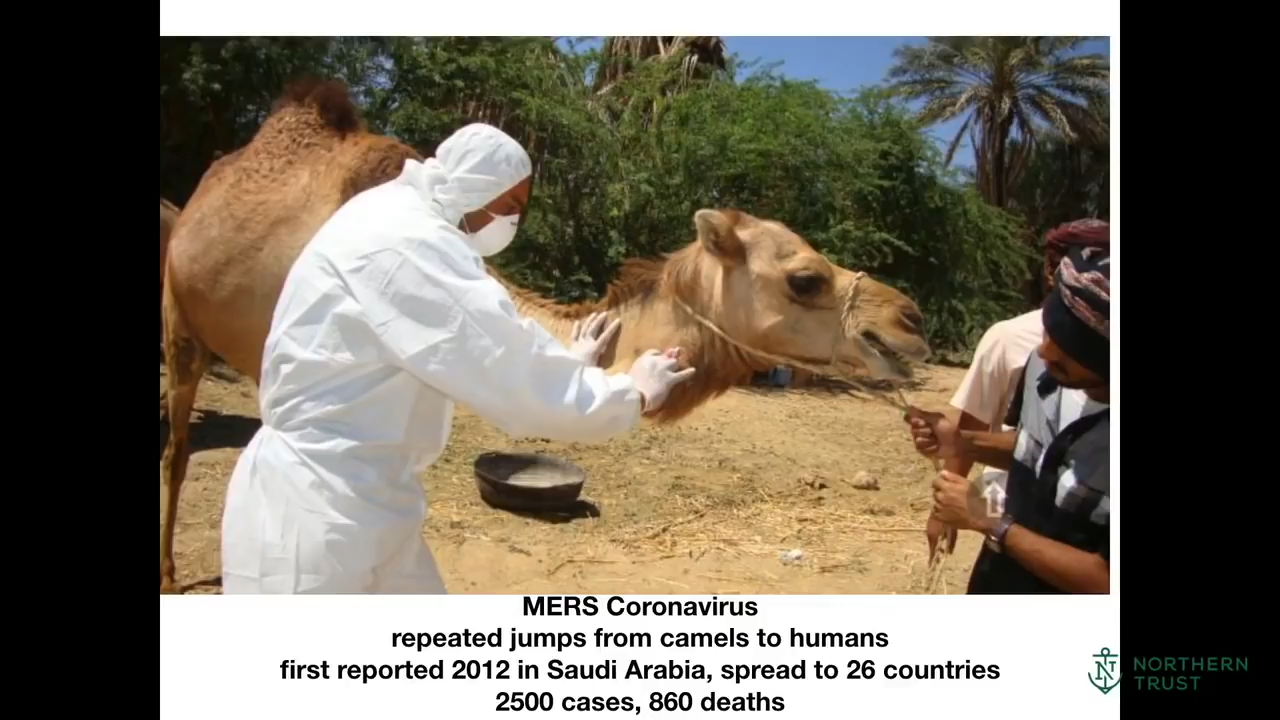 MERS Coronavirus
repeated jumps from camels to humans
first reported 2012 in Saudi Arabia, spread to 26 countries
2500 cases, 860 deaths
NORTHERN
TRUST